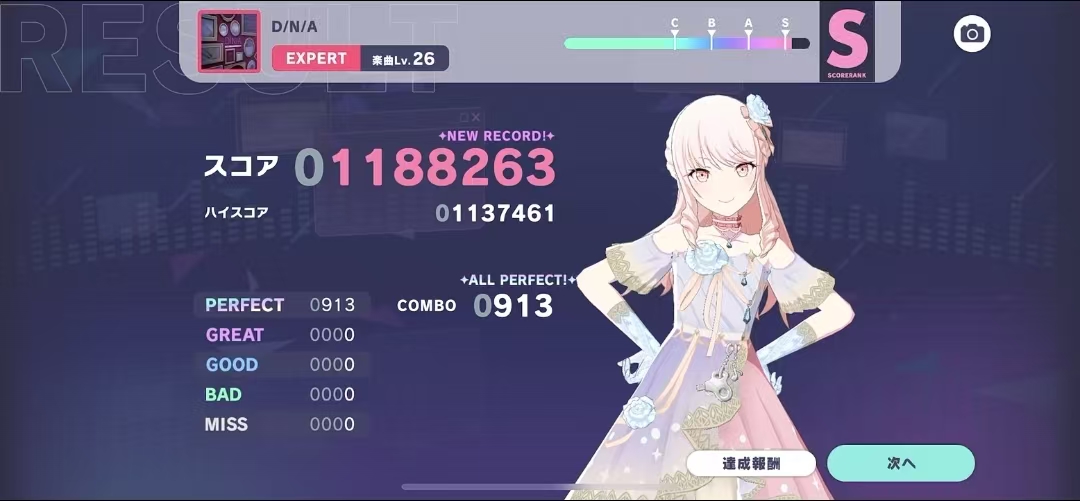 RESULT
D/N/A
EXPERT 楽曲Lv.26
C B A S
S
SCORERANK
✦NEW RECORD!✦
スコア 01188263
ハイスコア 01137461
✦ALL PERFECT!✦
PERFECT 0913
COMBO 0913
GREAT 0000
GOOD 0000
BAD 0000
MISS 0000
達成報酬
次へ